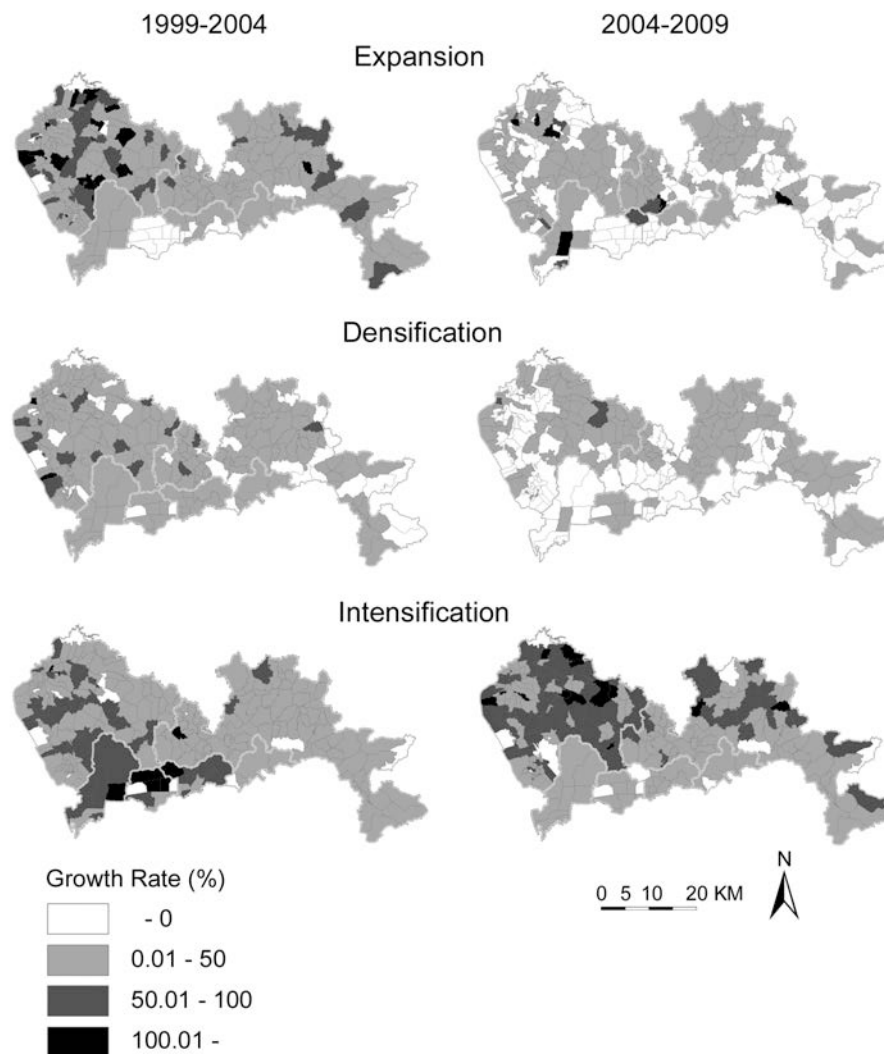 1999-2004
2004-2009
Expansion
Densification
Intensification
Growth Rate (%)
- 0
0.01 - 50
50.01 - 100
100.01 -
0 5 10 20 KM
N